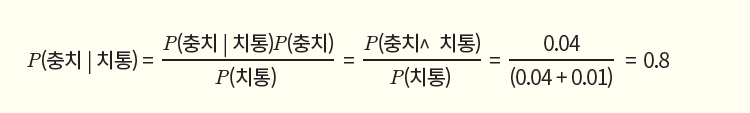 P(충치 | 치통) = P(충치 | 치통)P(충치) / P(치통) = P(충치∧ 치통) / P(치통) = 0.04 / (0.04 + 0.01) = 0.8